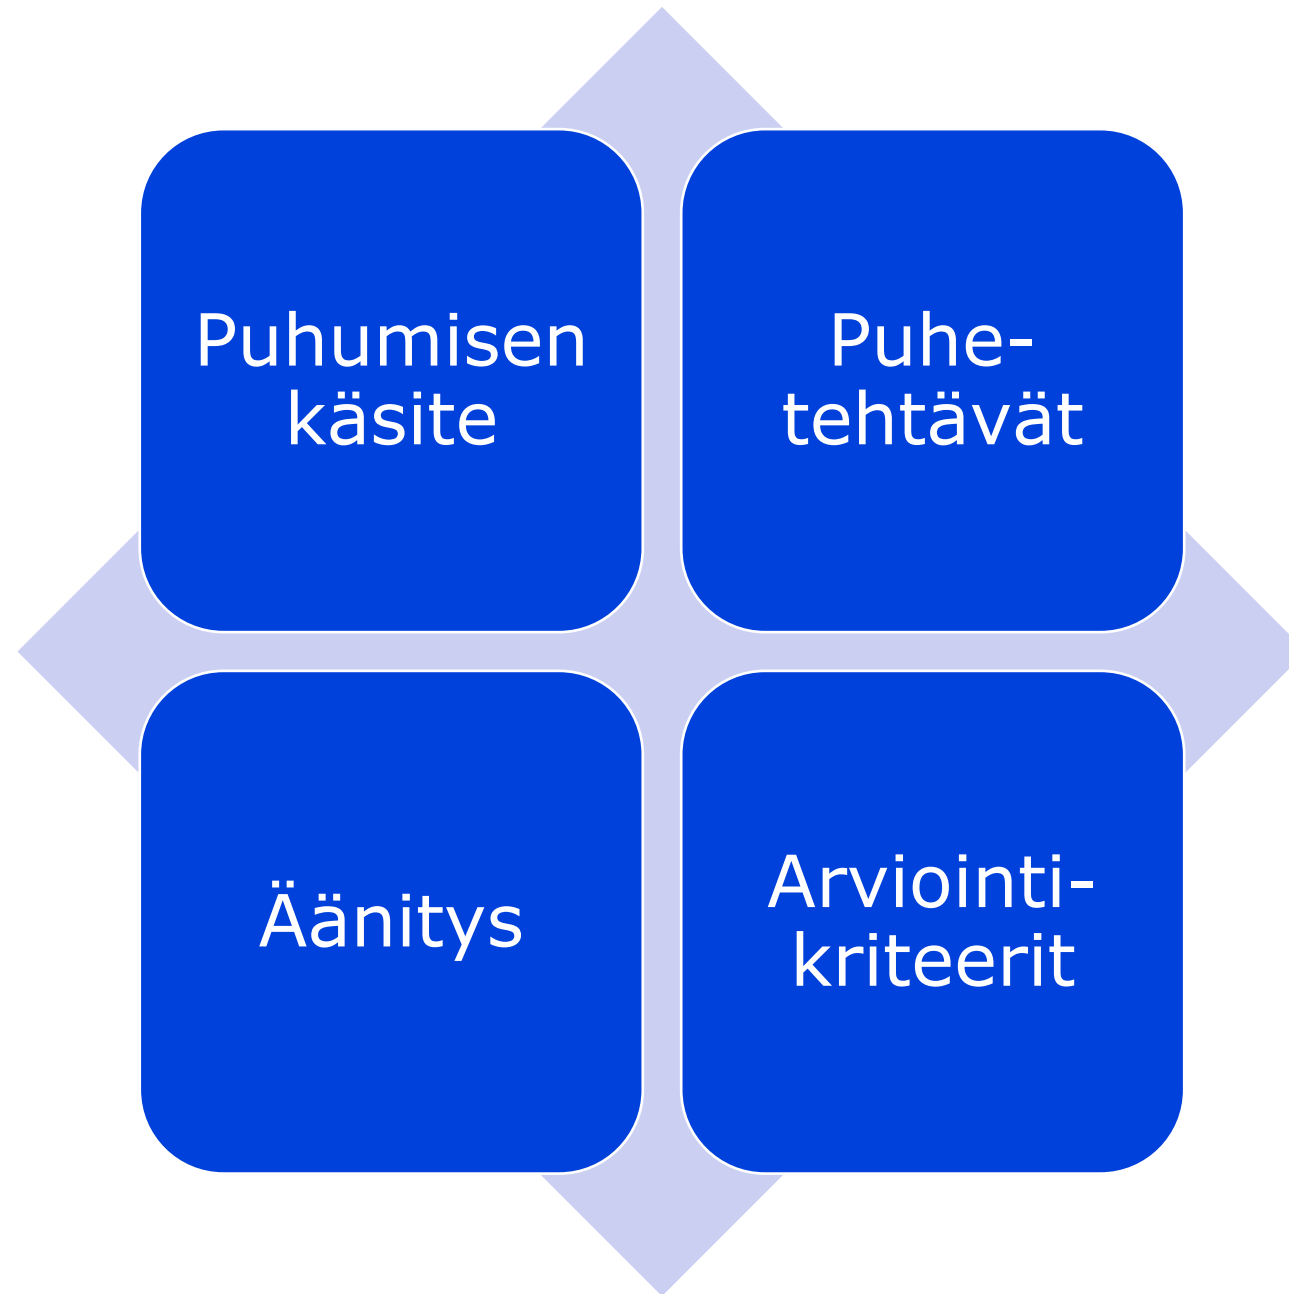 Puhumisen
käsite
Puhe-
tehtävät
Äänitys
Arviointi-
kriteerit